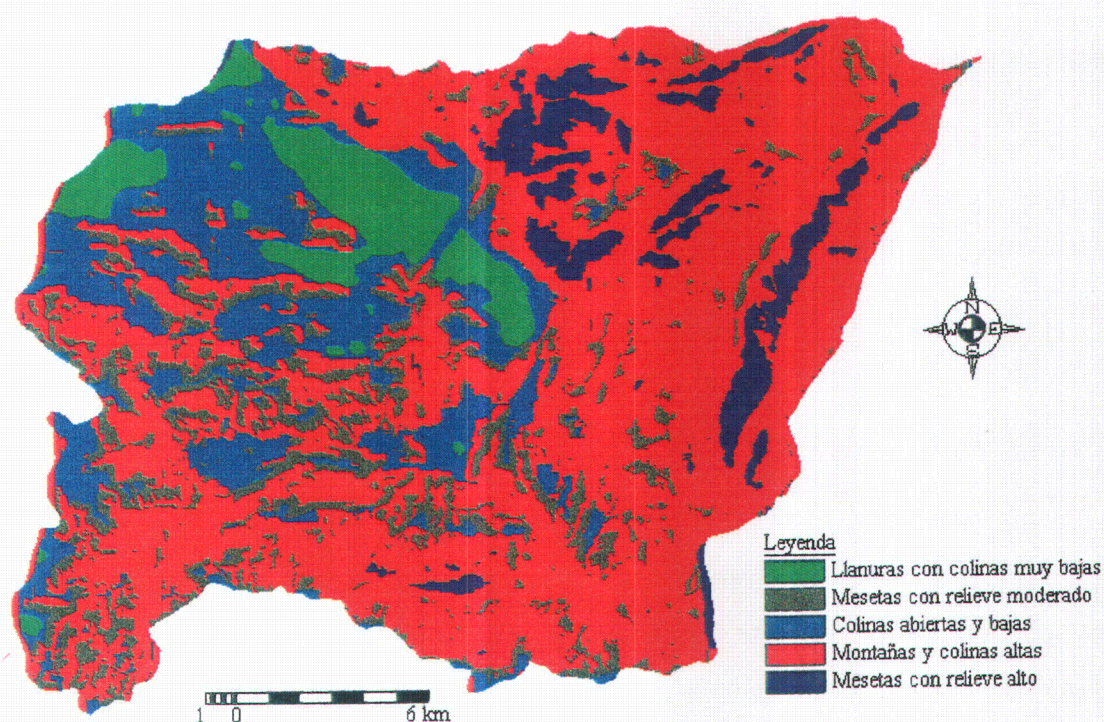 N
W E
S
Leyenda
Llanuras con colinas muy bajas
Mesetas con relieve moderado
Colinas abiertas y bajas
Montañas y colinas altas
Mesetas con relieve alto
1 0 6 km